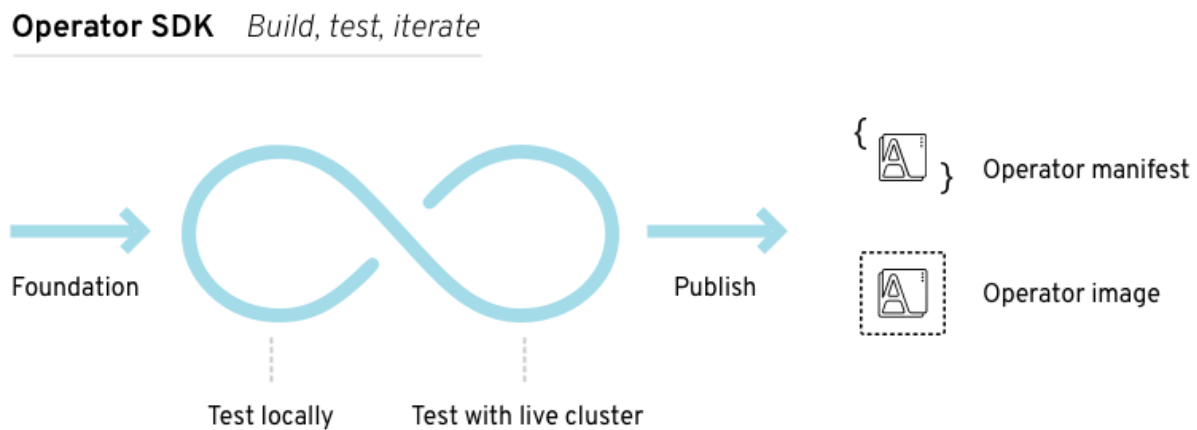 Operator SDK Build, test, iterate
{
}
Operator manifest
Foundation
Publish
Operator image
Test locally
Test with live cluster